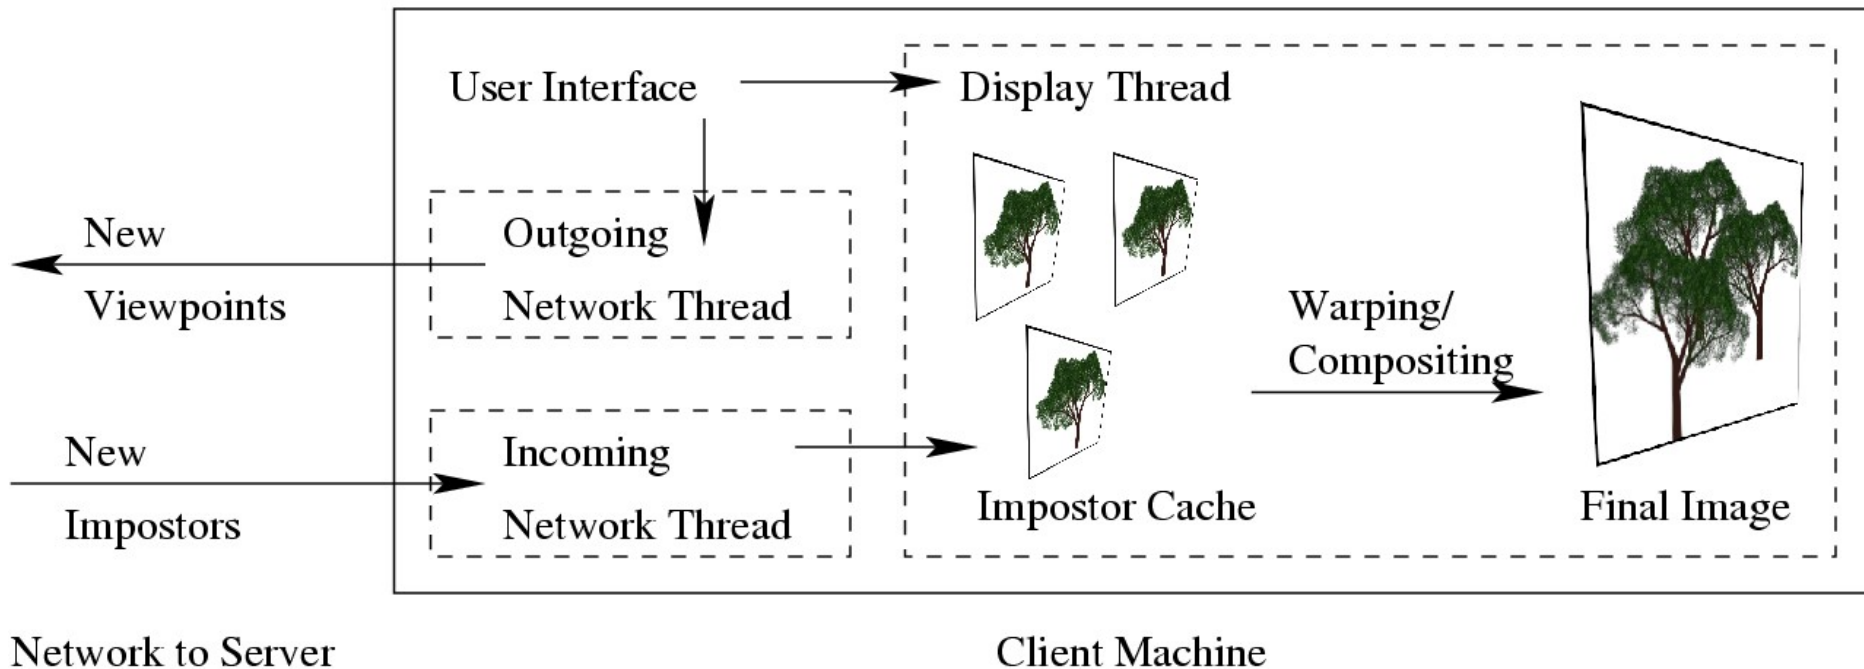 User Interface
Display Thread
New
Viewpoints
Outgoing
Network Thread
Warping/
Compositing
New
Impostors
Incoming
Network Thread
Impostor Cache
Final Image
Network to Server
Client Machine